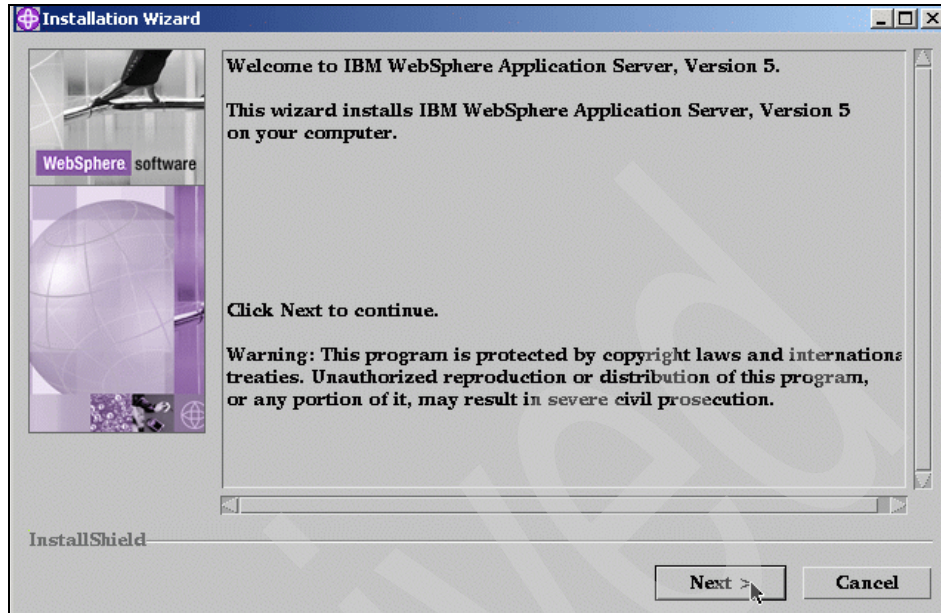 Installation Wizard
Welcome to IBM WebSphere Application Server, Version 5.
This wizard installs IBM WebSphere Application Server, Version 5
on your computer.
WebSphere software
Click Next to continue.
Warning: This program is protected by copyright laws and internationa
treaties. Unauthorized reproduction or distribution of this program,
or any portion of it, may result in severe civil prosecution.
InstallShield
Next >
Cancel